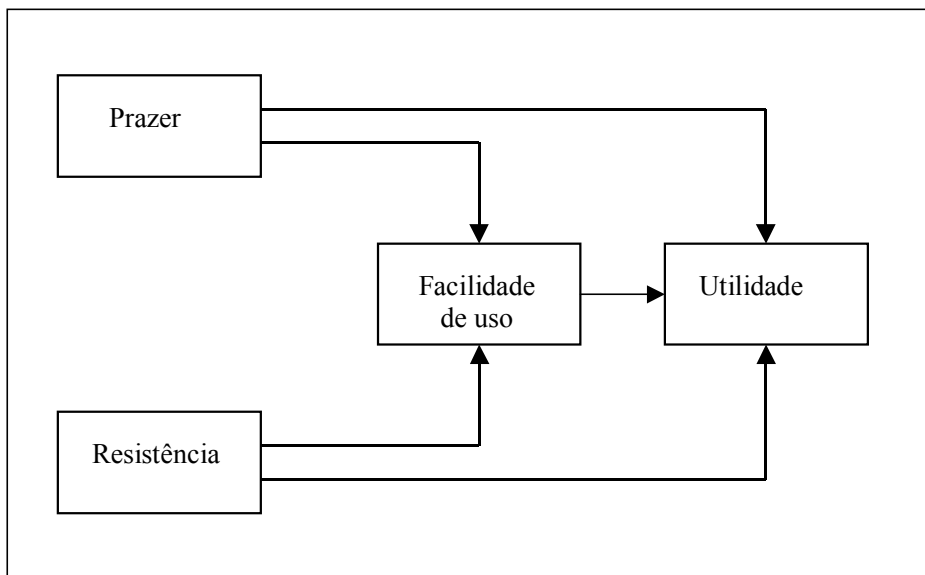 Prazer
Facilidade
de uso
Utilidade
Resistência